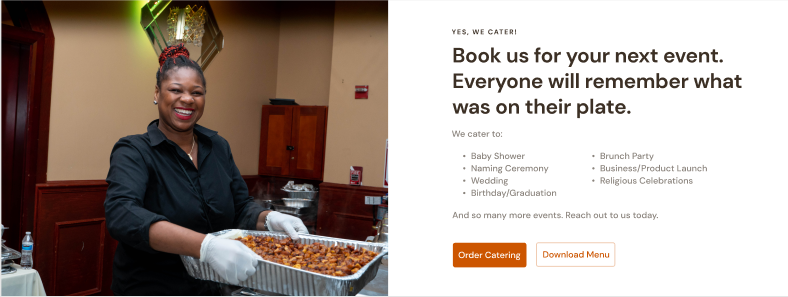 YES, WE CATER!
Book us for your next event.
Everyone will remember what
was on their plate.
We cater to:
• Baby Shower
• Naming Ceremony
• Wedding
• Birthday/Graduation
• Brunch Party
• Business/Product Launch
• Religious Celebrations
And so many more events. Reach out to us today.
Order Catering
Download Menu